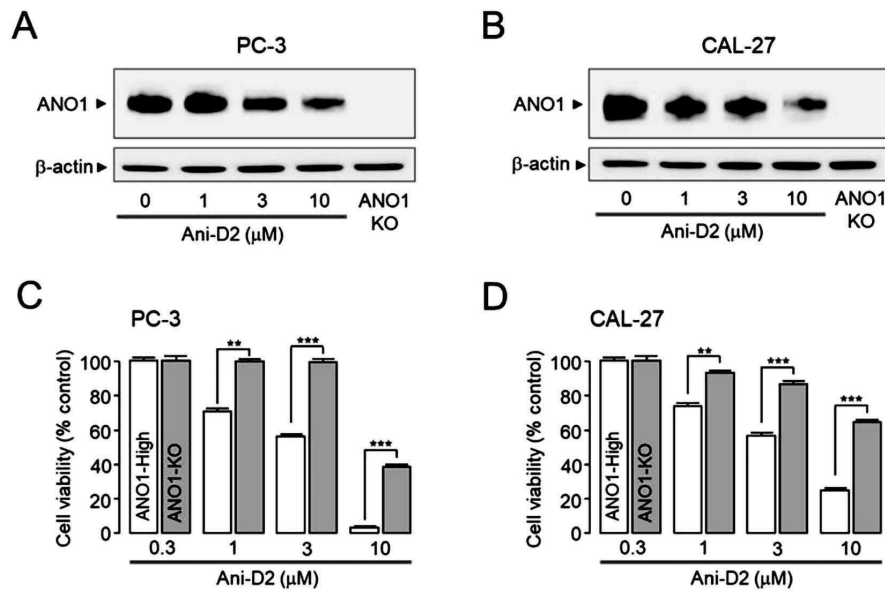 A
PC-3
ANO1
β-actin
0 1 3 10 ANO1 KO
Ani-D2 (μM)
B
CAL-27
ANO1
β-actin
0 1 3 10 ANO1 KO
Ani-D2 (μM)
C
PC-3
Cell viability (% control)
100
80
60
40
20
0
ANO1-High
ANO1-KO
**
***
***
0.3 1 3 10
Ani-D2 (μM)
D
CAL-27
Cell viability (% control)
100
80
60
40
20
0
ANO1-High
ANO1-KO
**
***
***
0.3 1 3 10
Ani-D2 (μM)